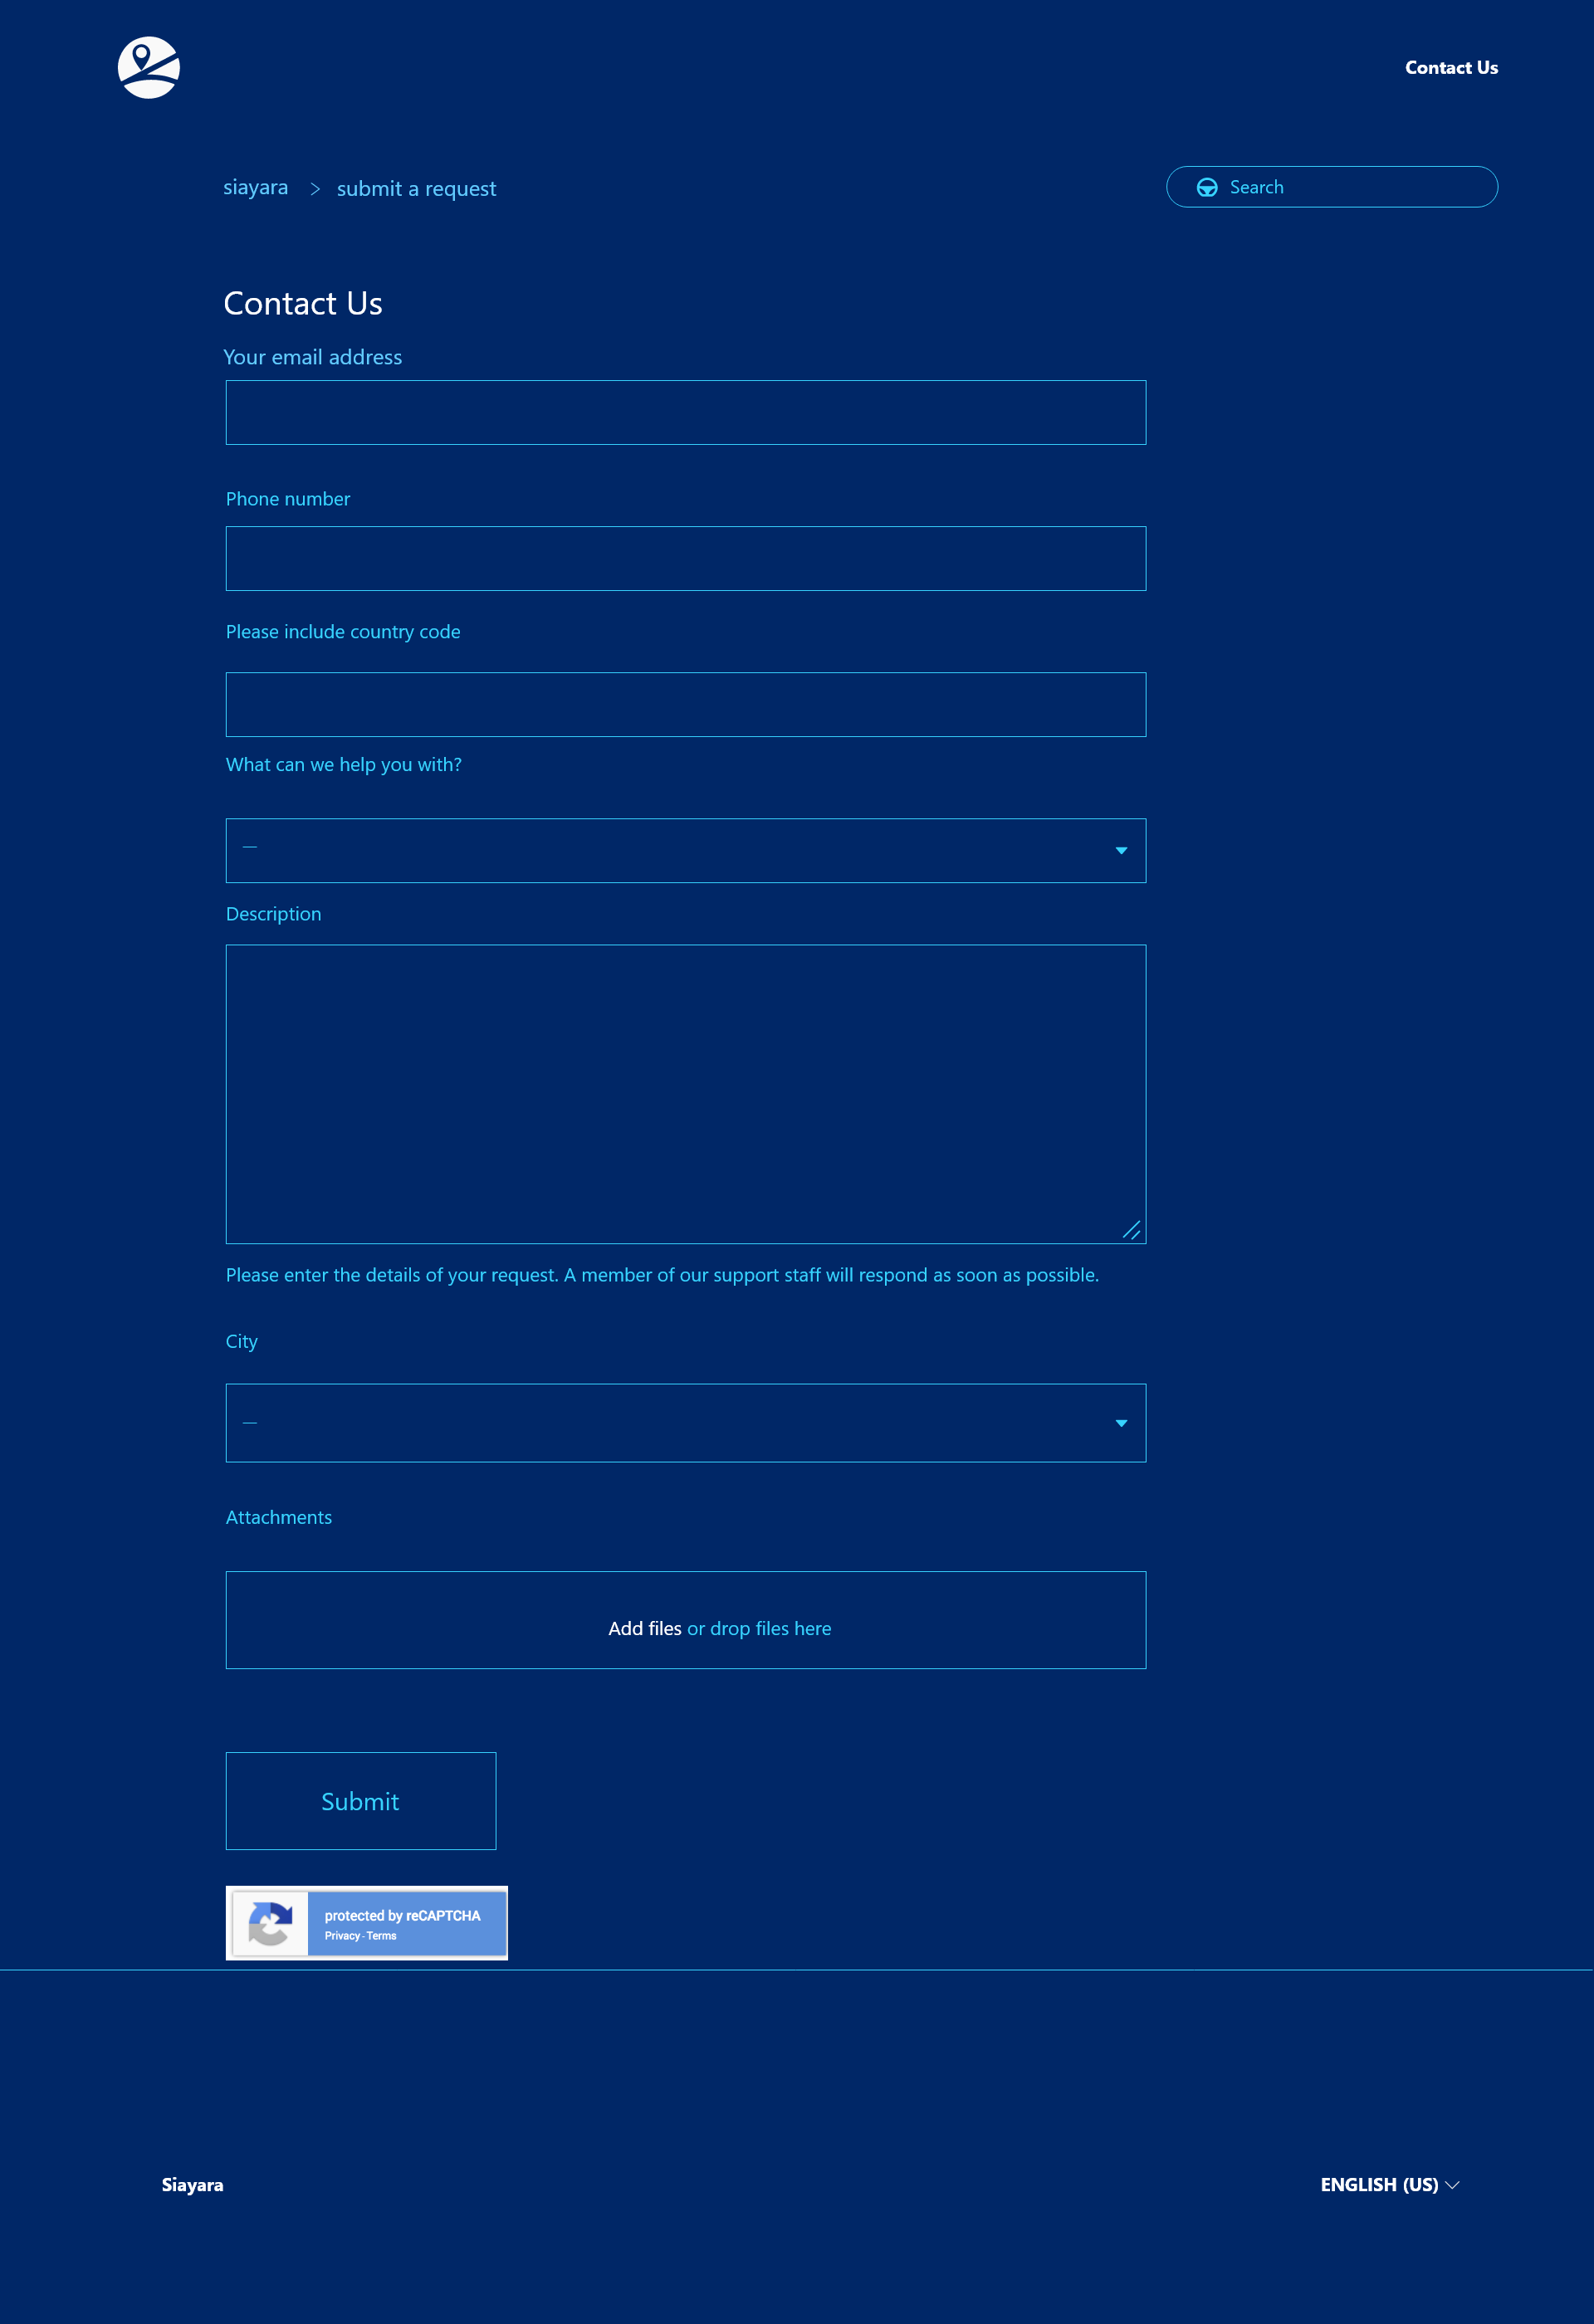 Contact Us
siayara > submit a request
Search
Contact Us
Your email address
Phone number
Please include country code
What can we help you with?
—
Description
Please enter the details of your request. A member of our support staff will respond as soon as possible.
City
—
Attachments
Add files or drop files here
Submit
protected by reCAPTCHA
Privacy - Terms
Siayara
ENGLISH (US)